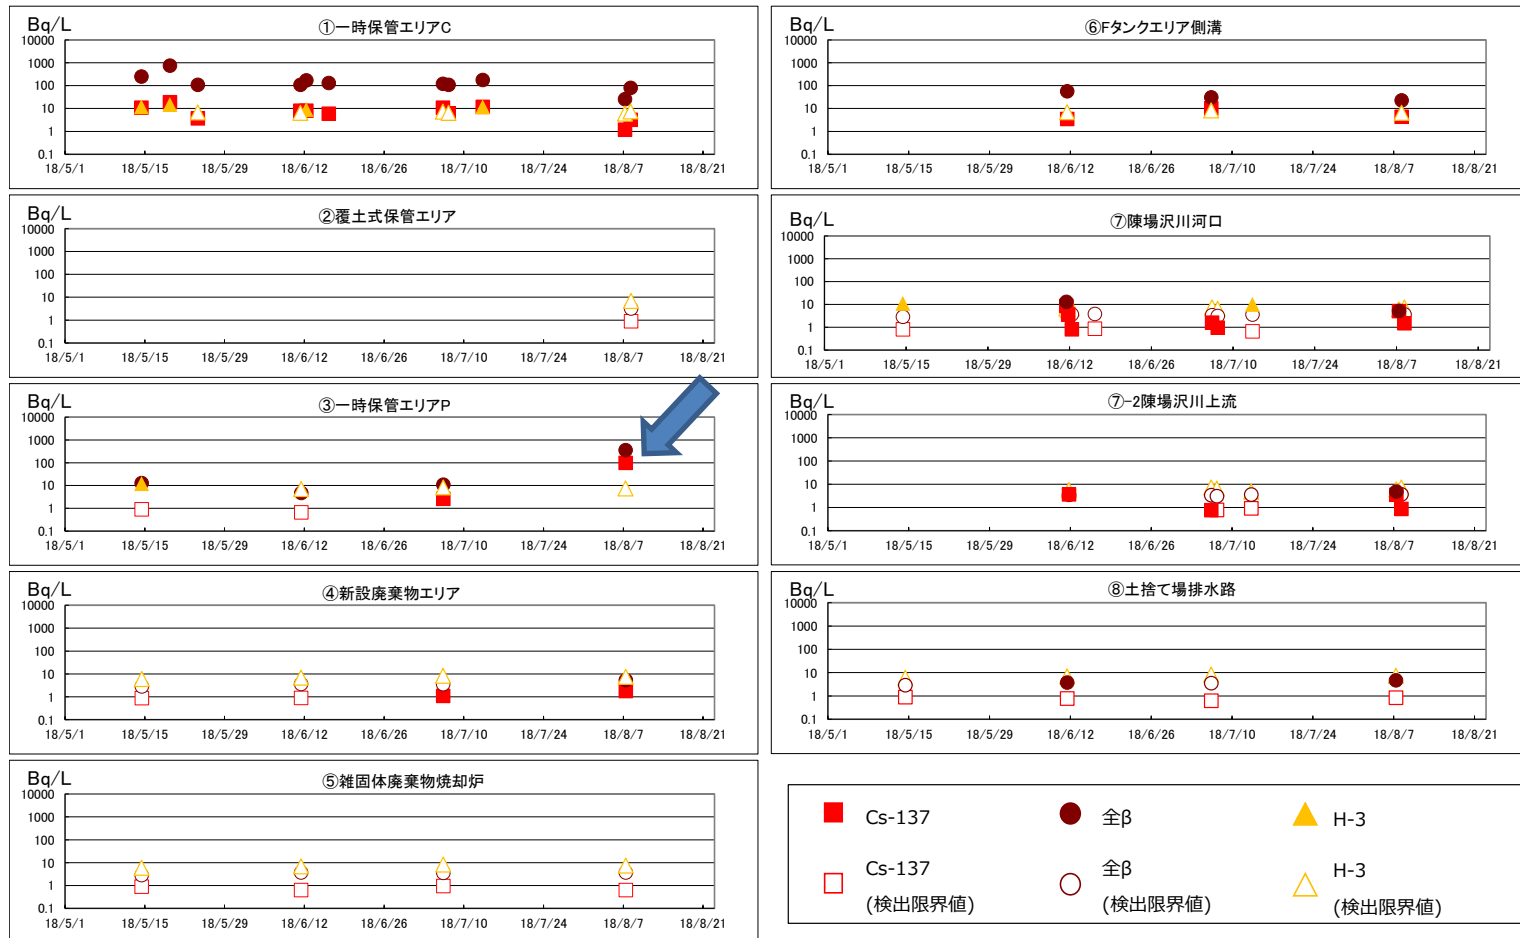 Bq/L
①一時保管エリアC
10000
1000
100
10
1
0.1
18/5/1 18/5/15 18/5/29 18/6/12 18/6/26 18/7/10 18/7/24 18/8/7 18/8/21
Bq/L
②覆土式保管エリア
10000
1000
100
10
1
0.1
18/5/1 18/5/15 18/5/29 18/6/12 18/6/26 18/7/10 18/7/24 18/8/7 18/8/21
Bq/L
③一時保管エリアP
10000
1000
100
10
1
0.1
18/5/1 18/5/15 18/5/29 18/6/12 18/6/26 18/7/10 18/7/24 18/8/7 18/8/21
Bq/L
④新設廃棄物エリア
10000
1000
100
10
1
0.1
18/5/1 18/5/15 18/5/29 18/6/12 18/6/26 18/7/10 18/7/24 18/8/7 18/8/21
Bq/L
⑤雑固体廃棄物焼却炉
10000
1000
100
10
1
0.1
18/5/1 18/5/15 18/5/29 18/6/12 18/6/26 18/7/10 18/7/24 18/8/7 18/8/21
Bq/L
⑥Fタンクエリア側溝
10000
1000
100
10
1
0.1
18/5/1 18/5/15 18/5/29 18/6/12 18/6/26 18/7/10 18/7/24 18/8/7 18/8/21
Bq/L
⑦陳場沢川河口
10000
1000
100
10
1
0.1
18/5/1 18/5/15 18/5/29 18/6/12 18/6/26 18/7/10 18/7/24 18/8/7 18/8/21
Bq/L
⑦-2陳場沢川上流
10000
1000
100
10
1
0.1
18/5/1 18/5/15 18/5/29 18/6/12 18/6/26 18/7/10 18/7/24 18/8/7 18/8/21
Bq/L
⑧土捨て場排水路
10000
1000
100
10
1
0.1
18/5/1 18/5/15 18/5/29 18/6/12 18/6/26 18/7/10 18/7/24 18/8/7 18/8/21
Cs-137 全β H-3
Cs-137 全β H-3
(検出限界値) (検出限界値) (検出限界値)